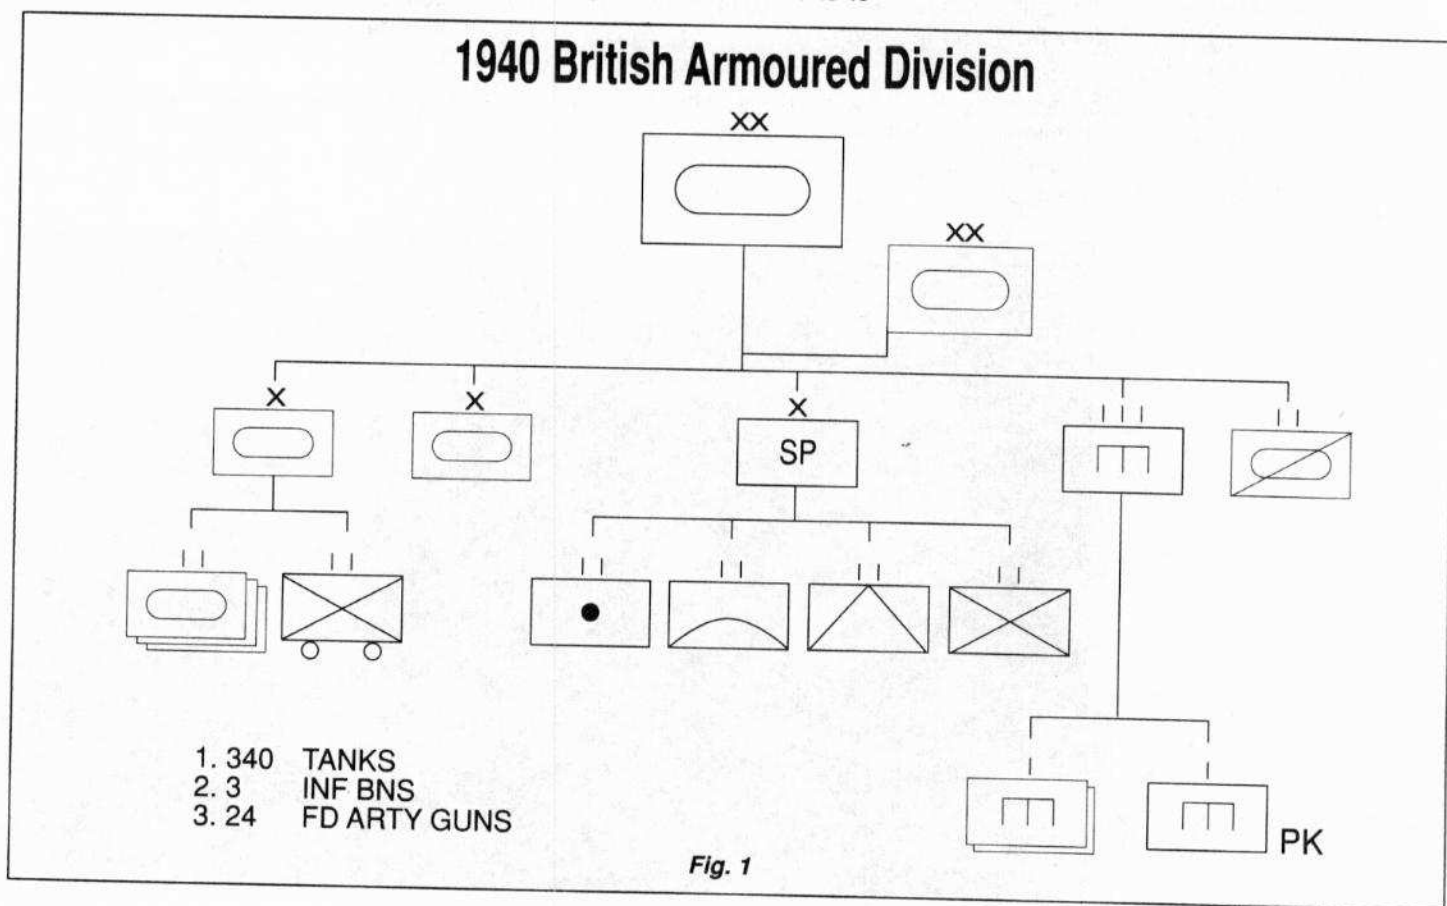 1940 British Armoured Division
XX
XX
X
X
X
SP
PK
1. 340 TANKS
2. 3 INF BNS
3. 24 FD ARTY GUNS
Fig. 1